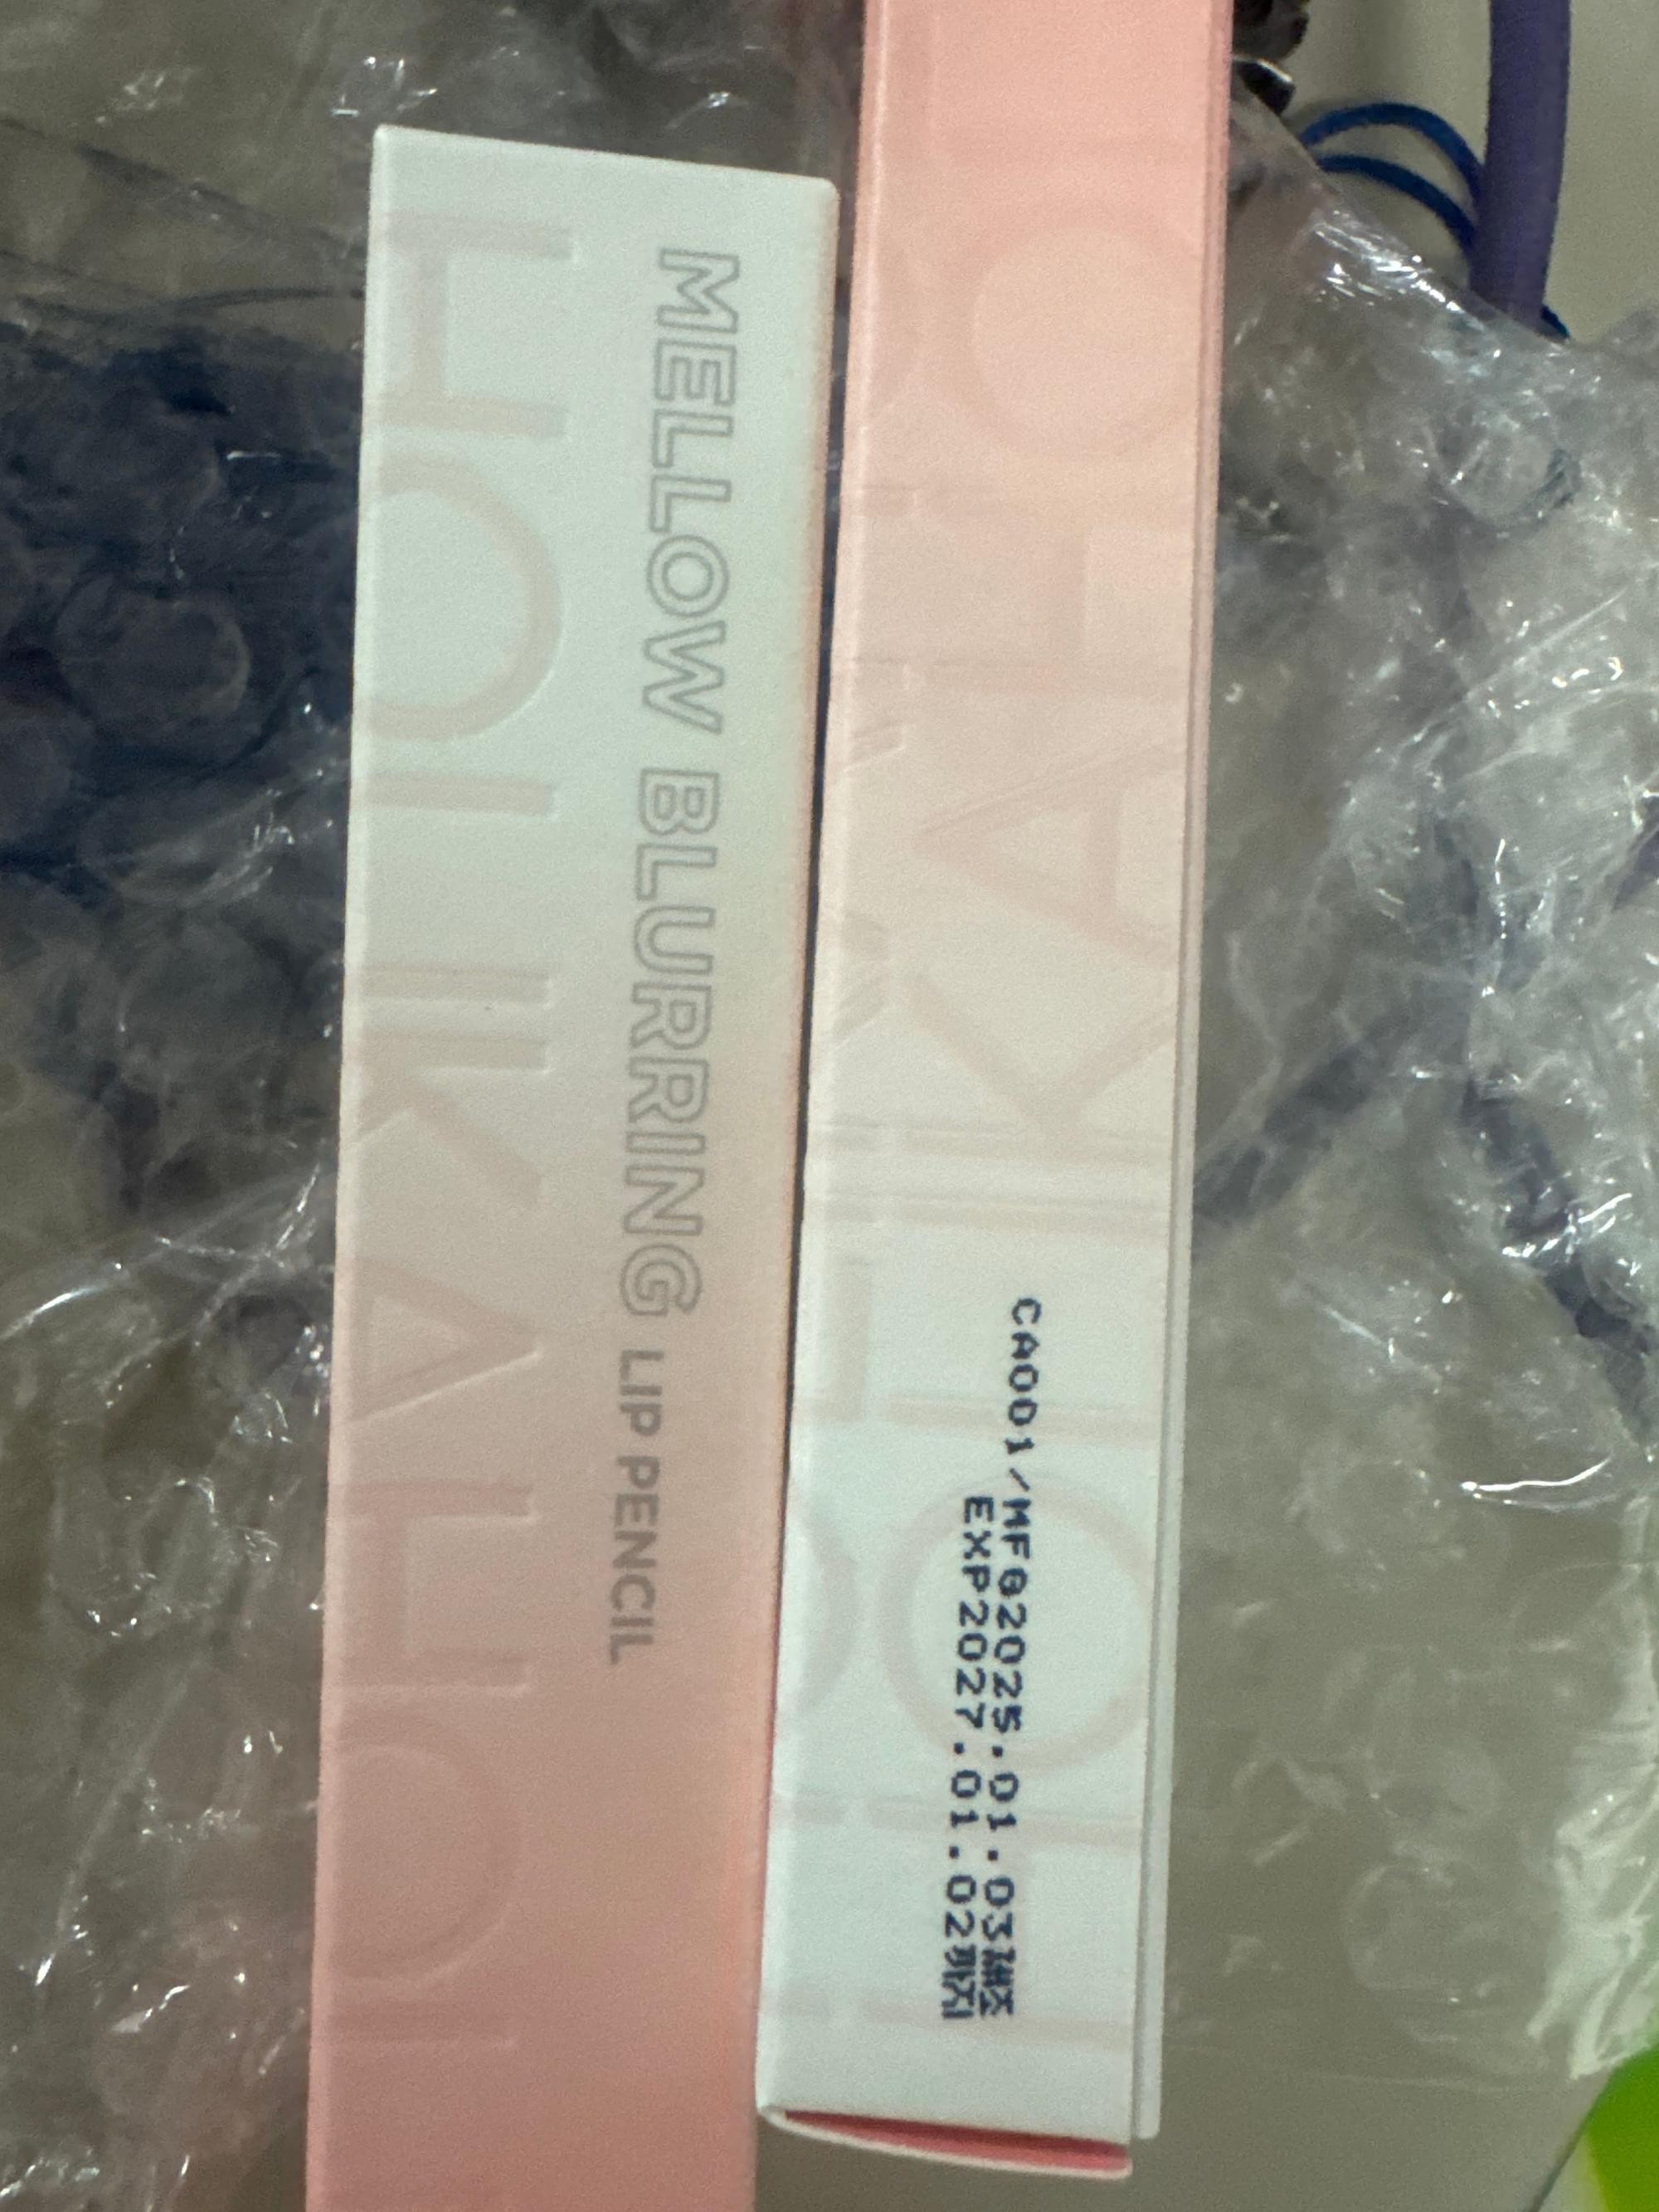 MELLOW BLURRING LIP PENCIL
CA001/MFG2025.01.03제조
EXP2027.01.02까지